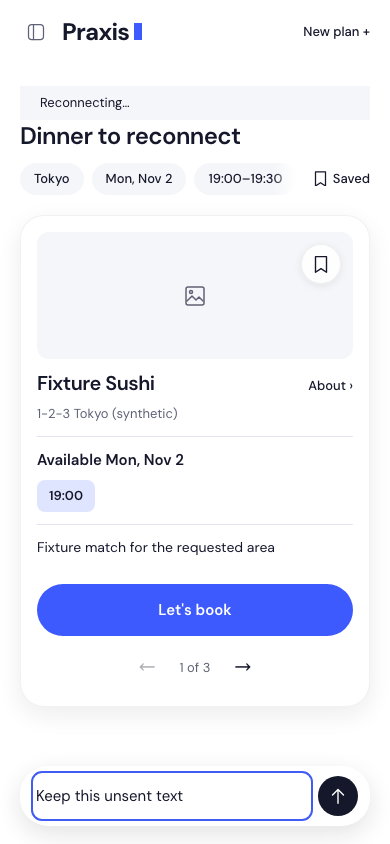 Praxis
New plan +
Reconnecting…
Dinner to reconnect
Tokyo
Mon, Nov 2
19:00–19:30
Saved
Fixture Sushi
About ›
1-2-3 Tokyo (synthetic)
Available Mon, Nov 2
19:00
Fixture match for the requested area
Let's book
← 1 of 3 →
Keep this unsent text